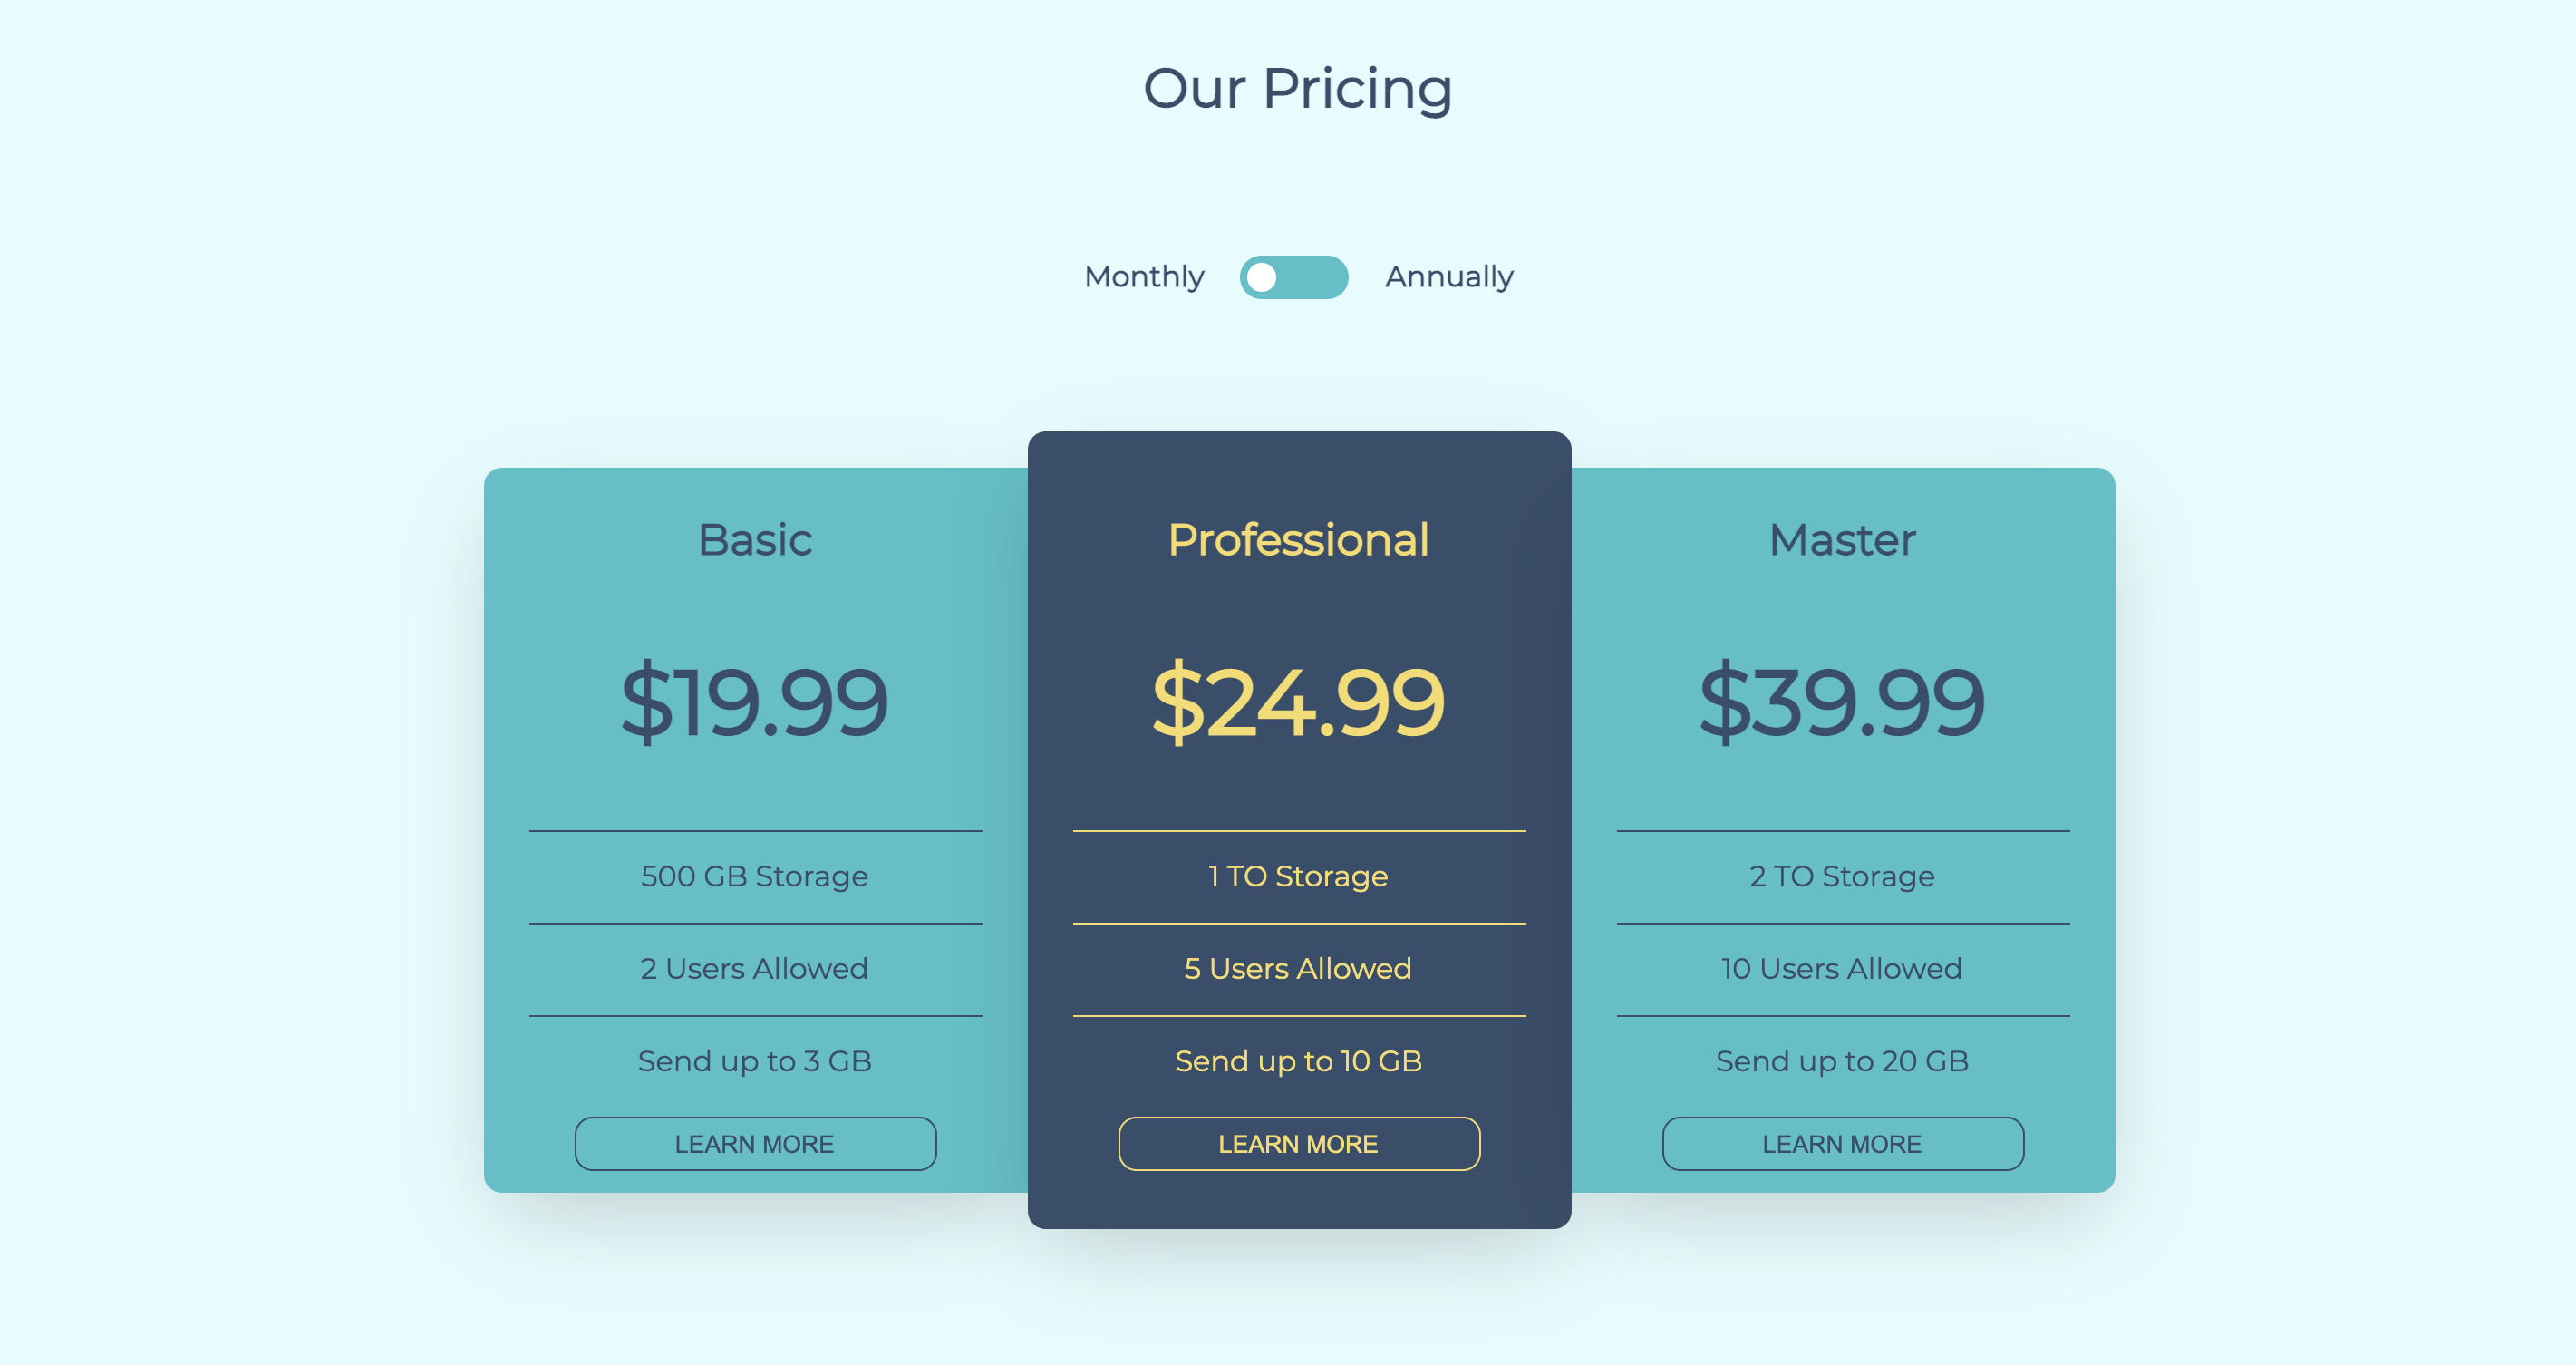 Our Pricing
Monthly
Annually
Basic
$19.99
500 GB Storage
2 Users Allowed
Send up to 3 GB
LEARN MORE
Professional
$24.99
1 TO Storage
5 Users Allowed
Send up to 10 GB
LEARN MORE
Master
$39.99
2 TO Storage
10 Users Allowed
Send up to 20 GB
LEARN MORE